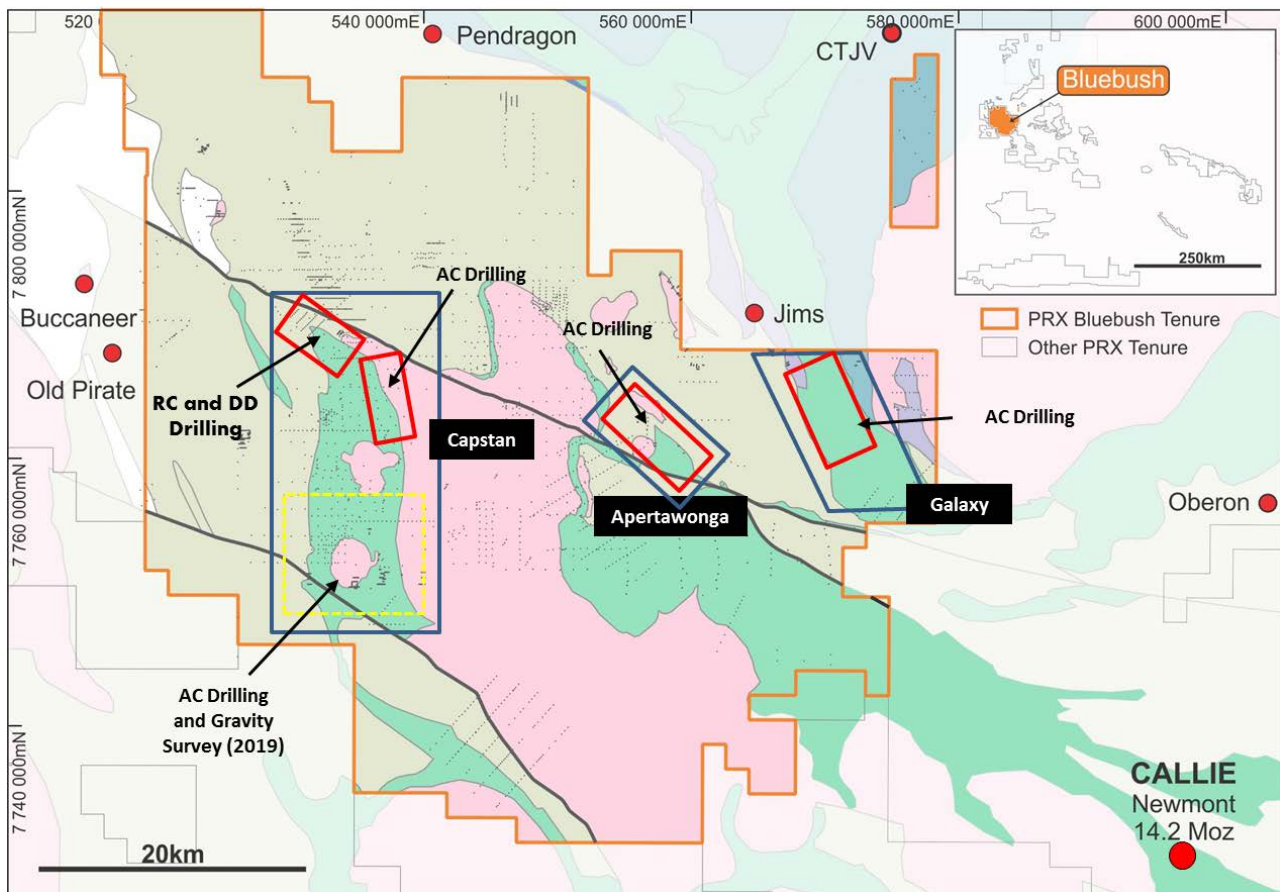 520
540 000mE
560 000mE
580 000mE
600 000mE
Pendragon
CTJV
Bluebush
250km
PRX Bluebush Tenure
Other PRX Tenure
7 800 000mN
Buccaneer
Old Pirate
AC Drilling
AC Drilling
Jims
RC and DD
Drilling
Capstan
AC Drilling
Apertawonga
Galaxy
Oberon
7 760 000mN
AC Drilling
and Gravity
Survey (2019)
7 740 000mN
CALLIE
Newmont
14.2 Moz
20km